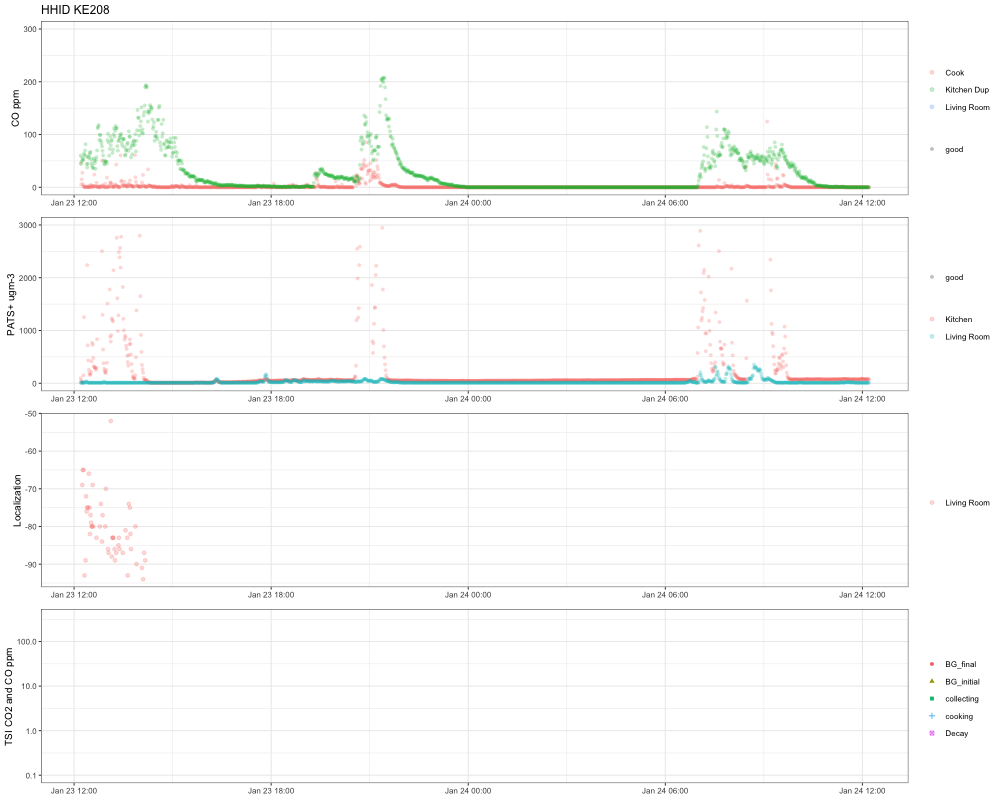 HHID KE208
CO ppm
300
200
100
0
Jan 23 12:00 Jan 23 18:00 Jan 24 00:00 Jan 24 06:00 Jan 24 12:00
Cook
Kitchen Dup
Living Room
good
PATS+ ugm-3
3000
2000
1000
0
Jan 23 12:00 Jan 23 18:00 Jan 24 00:00 Jan 24 06:00 Jan 24 12:00
good
Kitchen
Living Room
Localization
-50
-60
-70
-80
-90
Jan 23 12:00 Jan 23 18:00 Jan 24 00:00 Jan 24 06:00 Jan 24 12:00
Living Room
TSI CO2 and CO ppm
100.0
10.0
1.0
0.1
Jan 23 12:00 Jan 23 18:00 Jan 24 00:00 Jan 24 06:00 Jan 24 12:00
BG_final
BG_initial
collecting
cooking
Decay